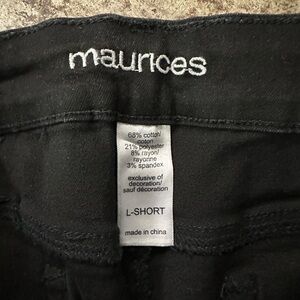 maurices
68% cotton/
coton
21% polyester
8% rayon/
rayonne
3% spandex
exclusive of
decoration/
sauf décoration
L-SHORT
made in china